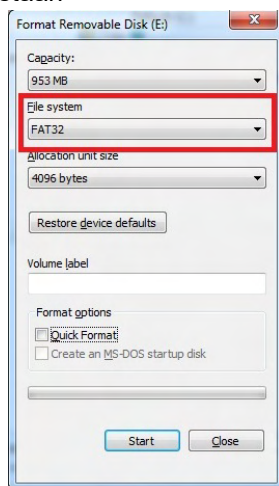 Format Removable Disk (E:)
Capacity:
953 MB
File system
FAT32
Allocation unit size
4096 bytes
Restore device defaults
Volume label
Format options
Quick Format
Create an MS-DOS startup disk
Start Close